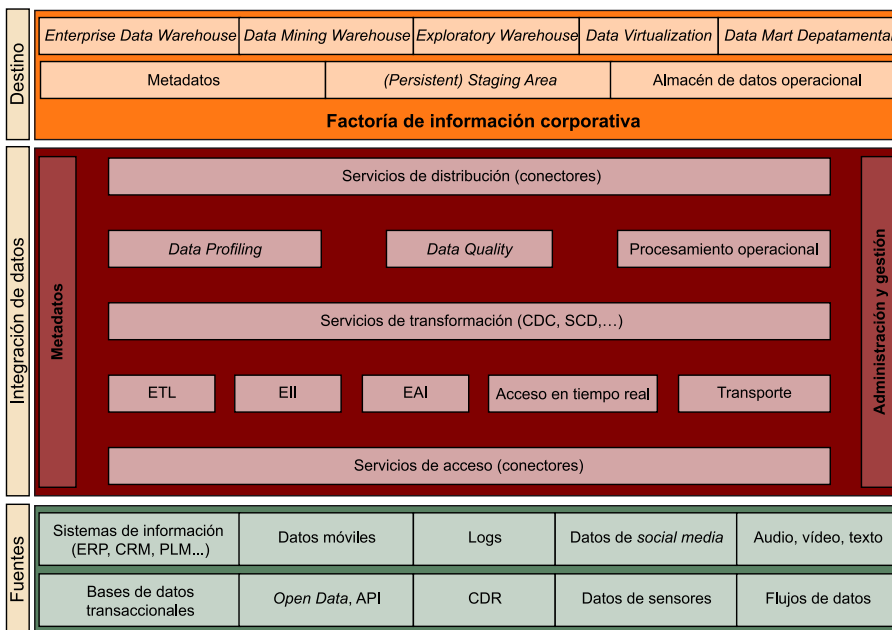 Destino
Enterprise Data Warehouse
Data Mining Warehouse
Exploratory Warehouse
Data Virtualization
Data Mart Depatamental
Metadatos
(Persistent) Staging Area
Almacén de datos operacional
Factoría de información corporativa
Integración de datos
Metadatos
Servicios de distribución (conectores)
Data Profiling
Data Quality
Procesamiento operacional
Servicios de transformación (CDC, SCD,...)
ETL
EII
EAI
Acceso en tiempo real
Transporte
Servicios de acceso (conectores)
Administración y gestión
Fuentes
Sistemas de información
(ERP, CRM, PLM...)
Datos móviles
Logs
Datos de social media
Audio, vídeo, texto
Bases de datos
transaccionales
Open Data, API
CDR
Datos de sensores
Flujos de datos